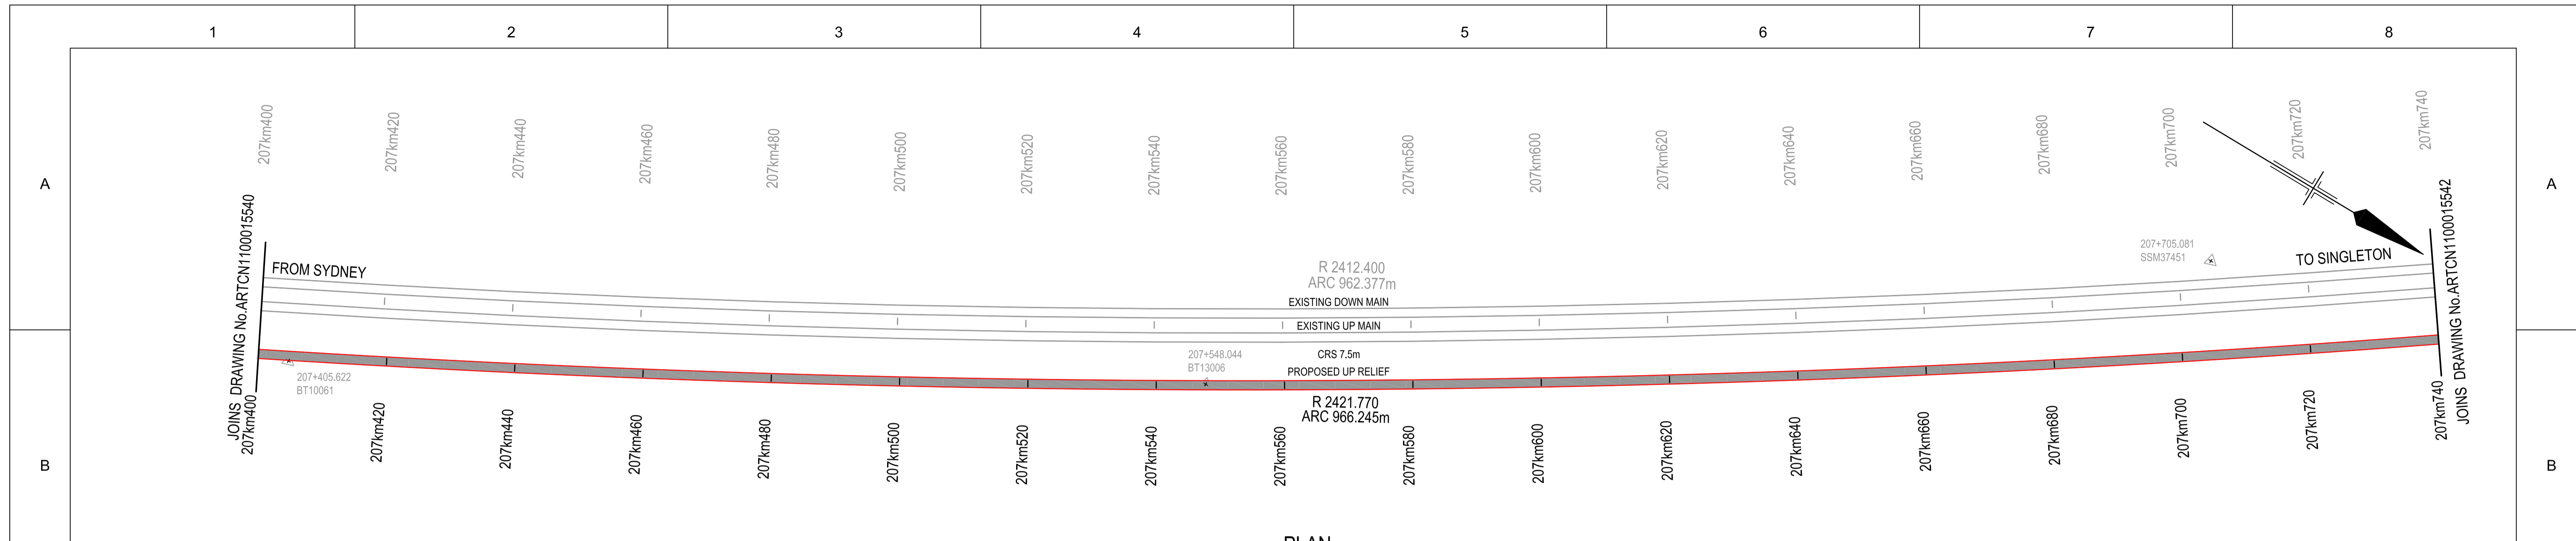 1 2 3 4 5 6 7 8
207km400 207km420 207km440 207km460 207km480 207km500 207km520 207km540 207km560 207km580 207km600 207km620 207km640 207km660 207km680 207km700 207km720 207km740
A A
JOINS DRAWING No.ARTCN1100015540
JOINS DRAWING No.ARTCN1100015542
FROM SYDNEY
TO SINGLETON
207+705.081
SSM37451
R 2412.400
ARC 962.377m
EXISTING DOWN MAIN
EXISTING UP MAIN
CRS 7.5m
PROPOSED UP RELIEF
207+548.044
BT13006
207+405.622
BT10061
R 2421.770
ARC 966.245m
207km400 207km420 207km440 207km460 207km480 207km500 207km520 207km540 207km560 207km580 207km600 207km620 207km640 207km660 207km680 207km700 207km720 207km740
B B
PLAN